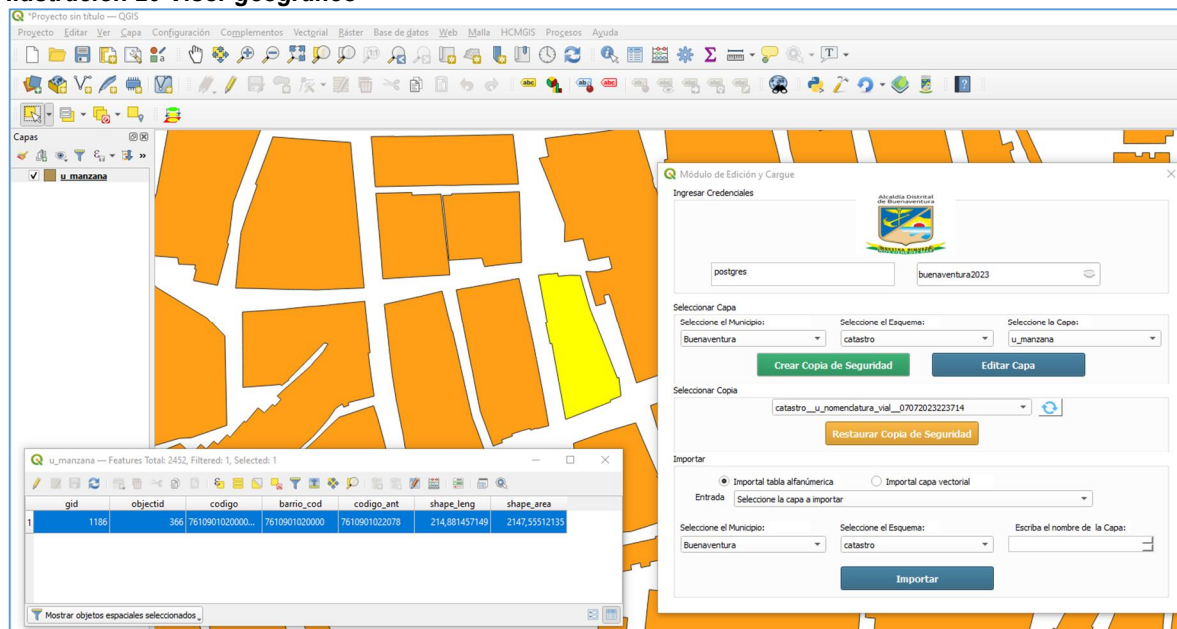 Ilustración 20 Visor geográfico
*Proyecto sin título — QGIS
Proyecto Editar Ver Capa Configuración Complementos Vectorial Ráster Base de datos Web Malla HCMGIS Procesos Ayuda
Capas
u_manzana
Módulo de Edición y Cargue
Ingresar Credenciales
Alcaldía Distrital
de Buenaventura
postgres
buenaventura2023
Seleccionar Capa
Seleccione el Municipio: Seleccione el Esquema: Seleccione la Capa:
Buenaventura catastro u_manzana
Crear Copia de Seguridad Editar Capa
Seleccionar Copia
catastro__u_nomenclatura_vial__07072023223714
Restaurar Copia de Seguridad
Importar
Importal tabla alfanúmerica Importal capa vectorial
Entrada Seleccione la capa a importar
Seleccione el Municipio: Seleccione el Esquema: Escriba el nombre de la Capa:
Buenaventura catastro
Importar
u_manzana — Features Total: 2452, Filtered: 1, Selected: 1
gid objectid codigo barrio_cod codigo_ant shape_leng shape_area
1 1186 366 7610901020000... 7610901020000 7610901022078 214,881457149 2147,55512135
Mostrar objetos espaciales seleccionados